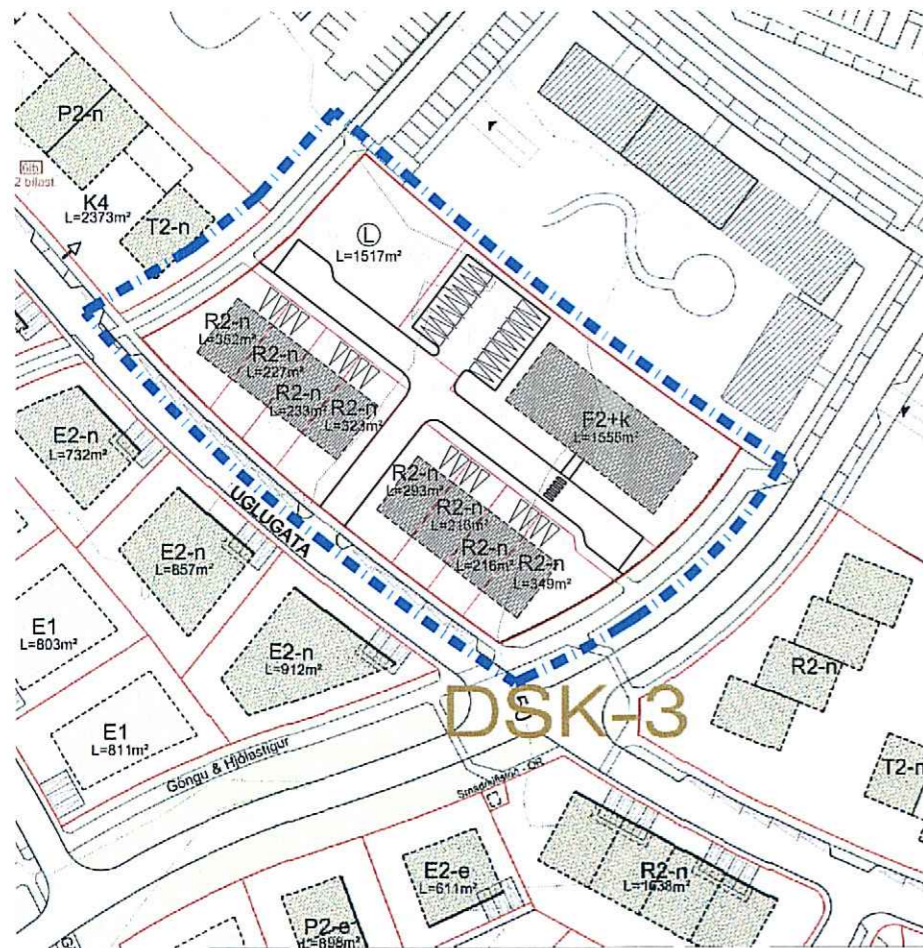 P2-n
2 bílast
K4
L=2373m²
T2-n
L
L=1517m²
R2-n
L=352m²
R2-n
L=227m²
R2-n
L=233m²
R2-n
L=323m²
F2+k
L=1556m²
R2-n
L=293m²
R2-n
L=216m²
R2-n
L=216m²
R2-n
L=349m²
UGLUGATA
E2-n
L=732m²
E2-n
L=857m²
E2-n
L=912m²
E1
L=803m²
E1
L=811m²
Göngu & Hjólastígur
DSK-3
R2-n
T2-n
E2-e
L=611m²
P2-e
L=898m²
R2-n
L=1638m²